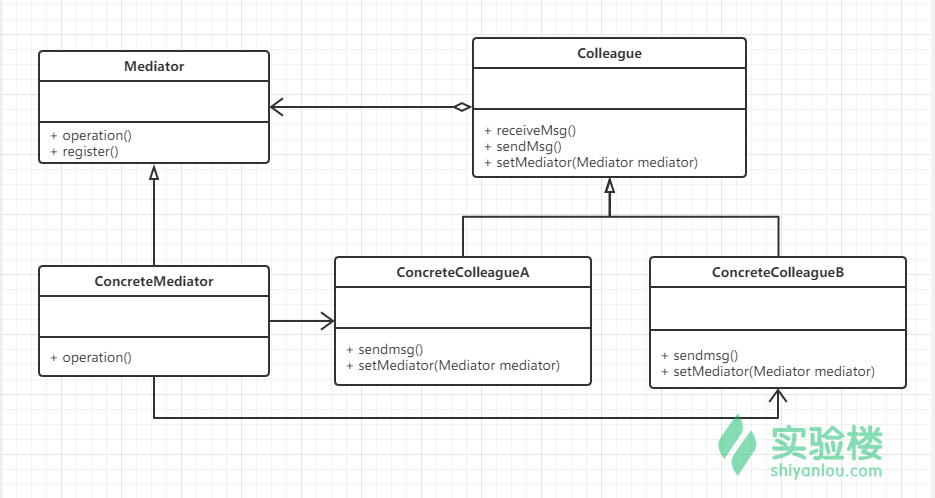 Mediator
+ operation()
+ register()
Colleague
+ receiveMsg()
+ sendMsg()
+ setMediator(Mediator mediator)
ConcreteMediator
+ operation()
ConcreteColleagueA
+ sendmsg()
+ setMediator(Mediator mediator)
ConcreteColleagueB
+ sendmsg()
+ setMediator(Mediator mediator)
实验楼
shiyanlou.com